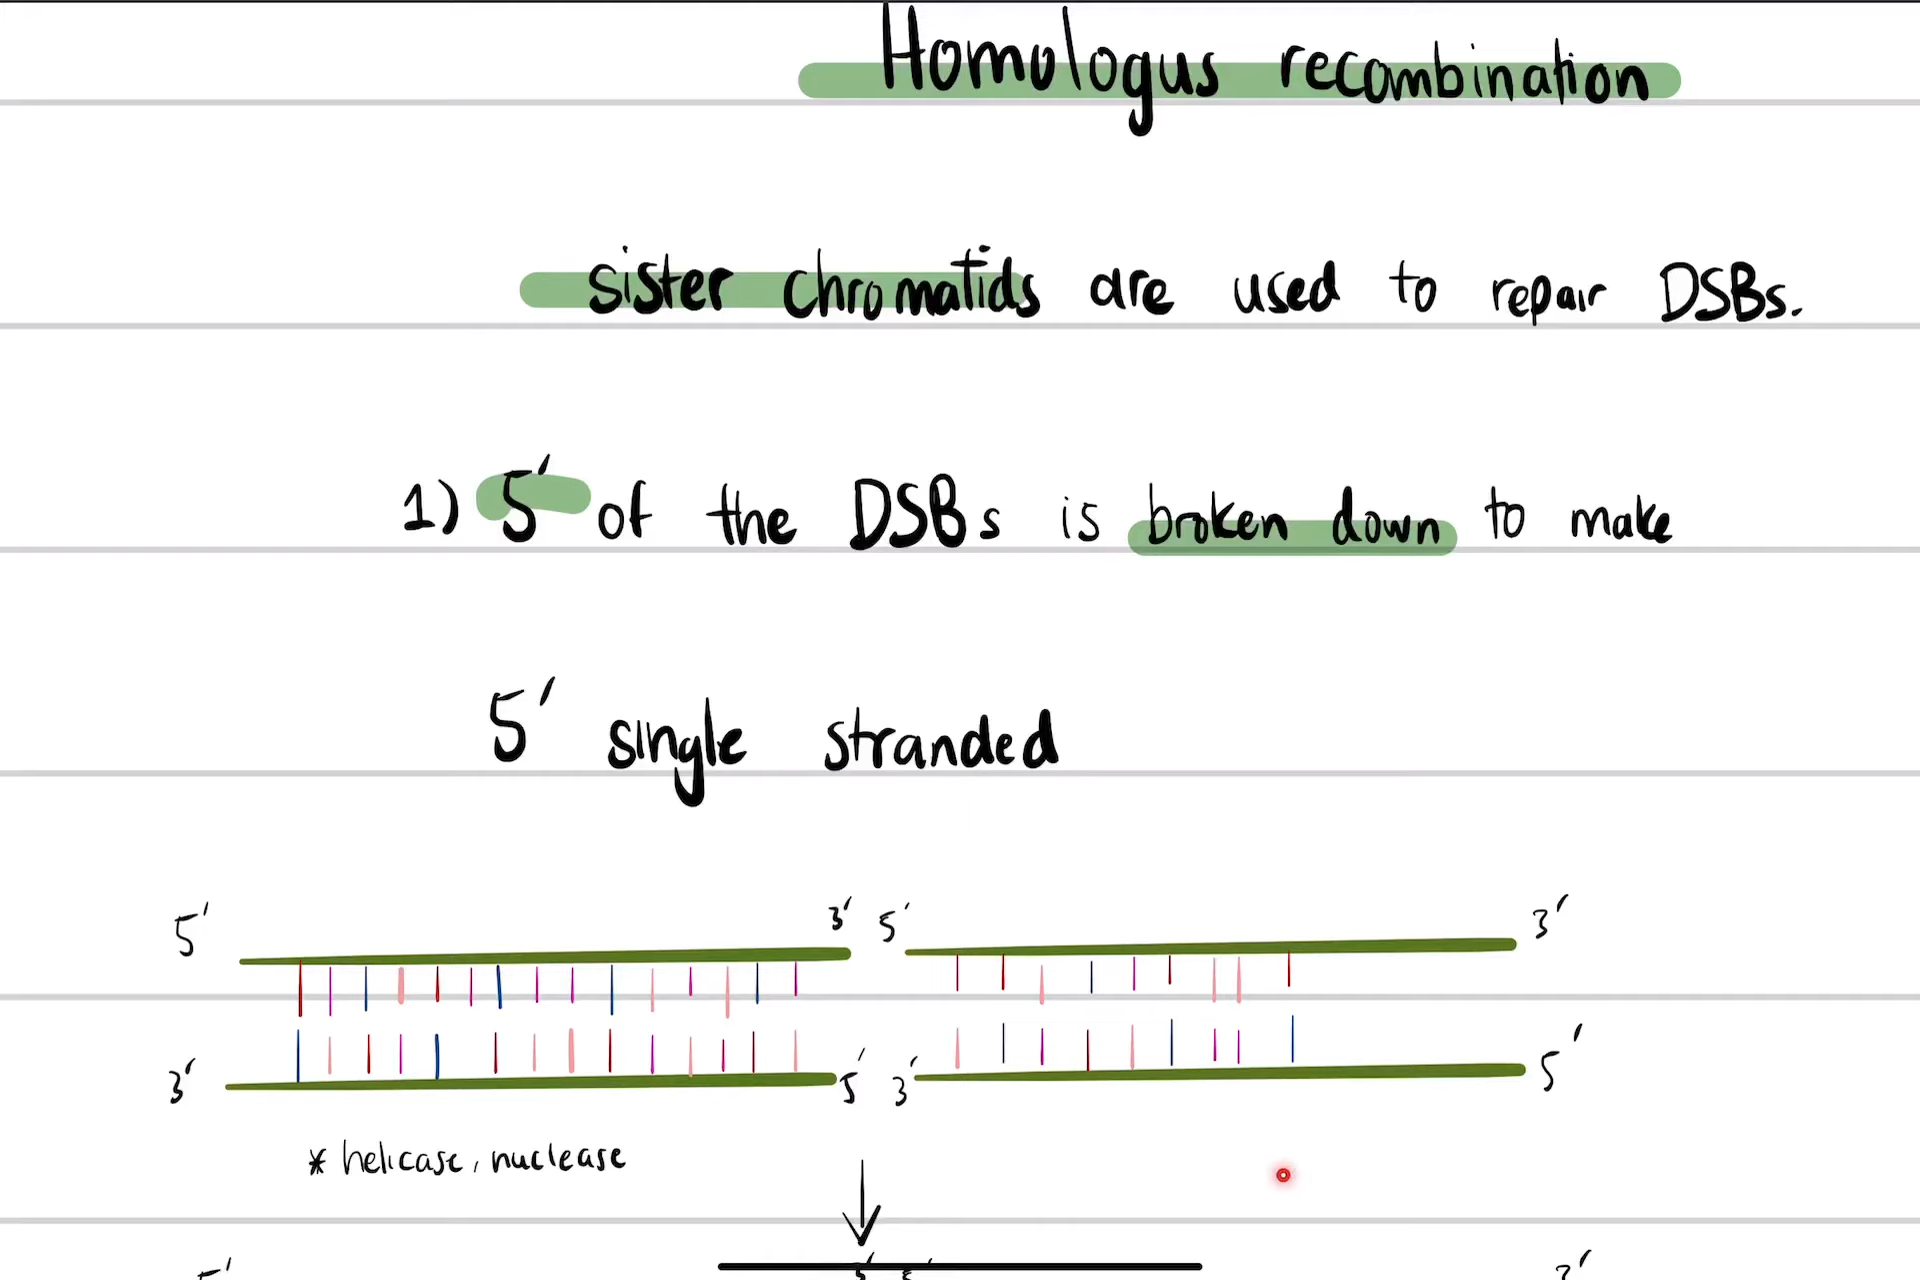 Homologus recombination
sister chromatids are used to repair DSBs.
1) 5' of the DSBs is broken down to make
5' single stranded
5' 3' 5' 3'
3' 5' 3' 5'
* helicase, nuclease